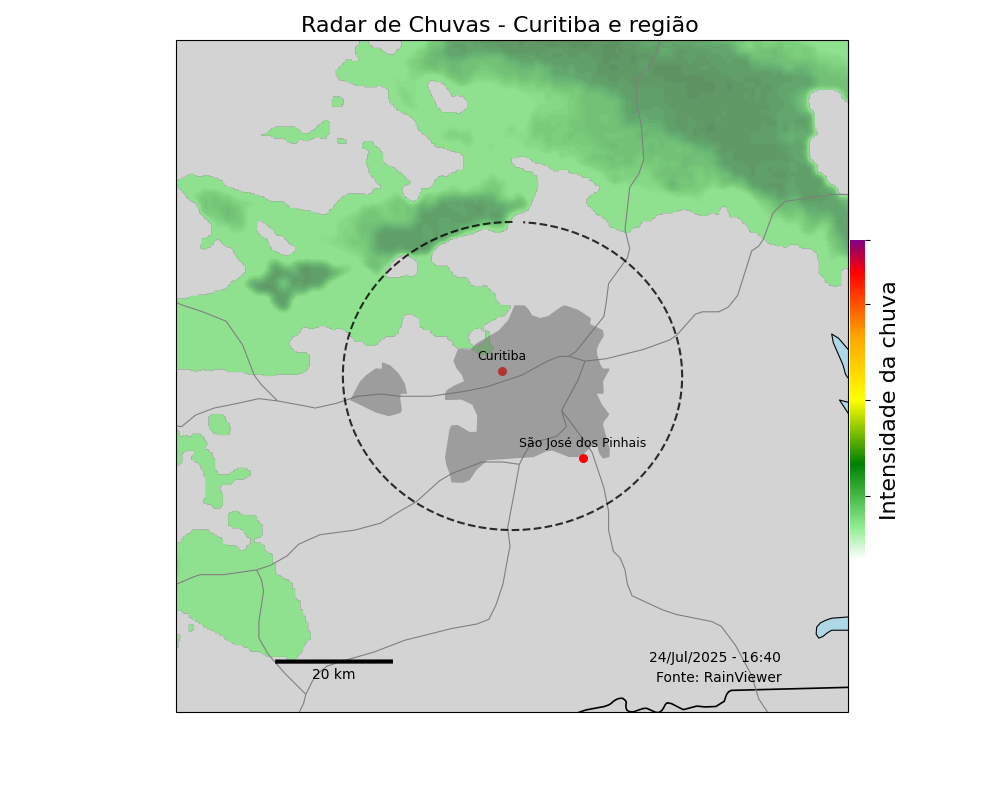 Radar de Chuvas - Curitiba e região
Curitiba
São José dos Pinhais
Intensidade da chuva
24/Jul/2025 - 16:40
Fonte: RainViewer
20 km